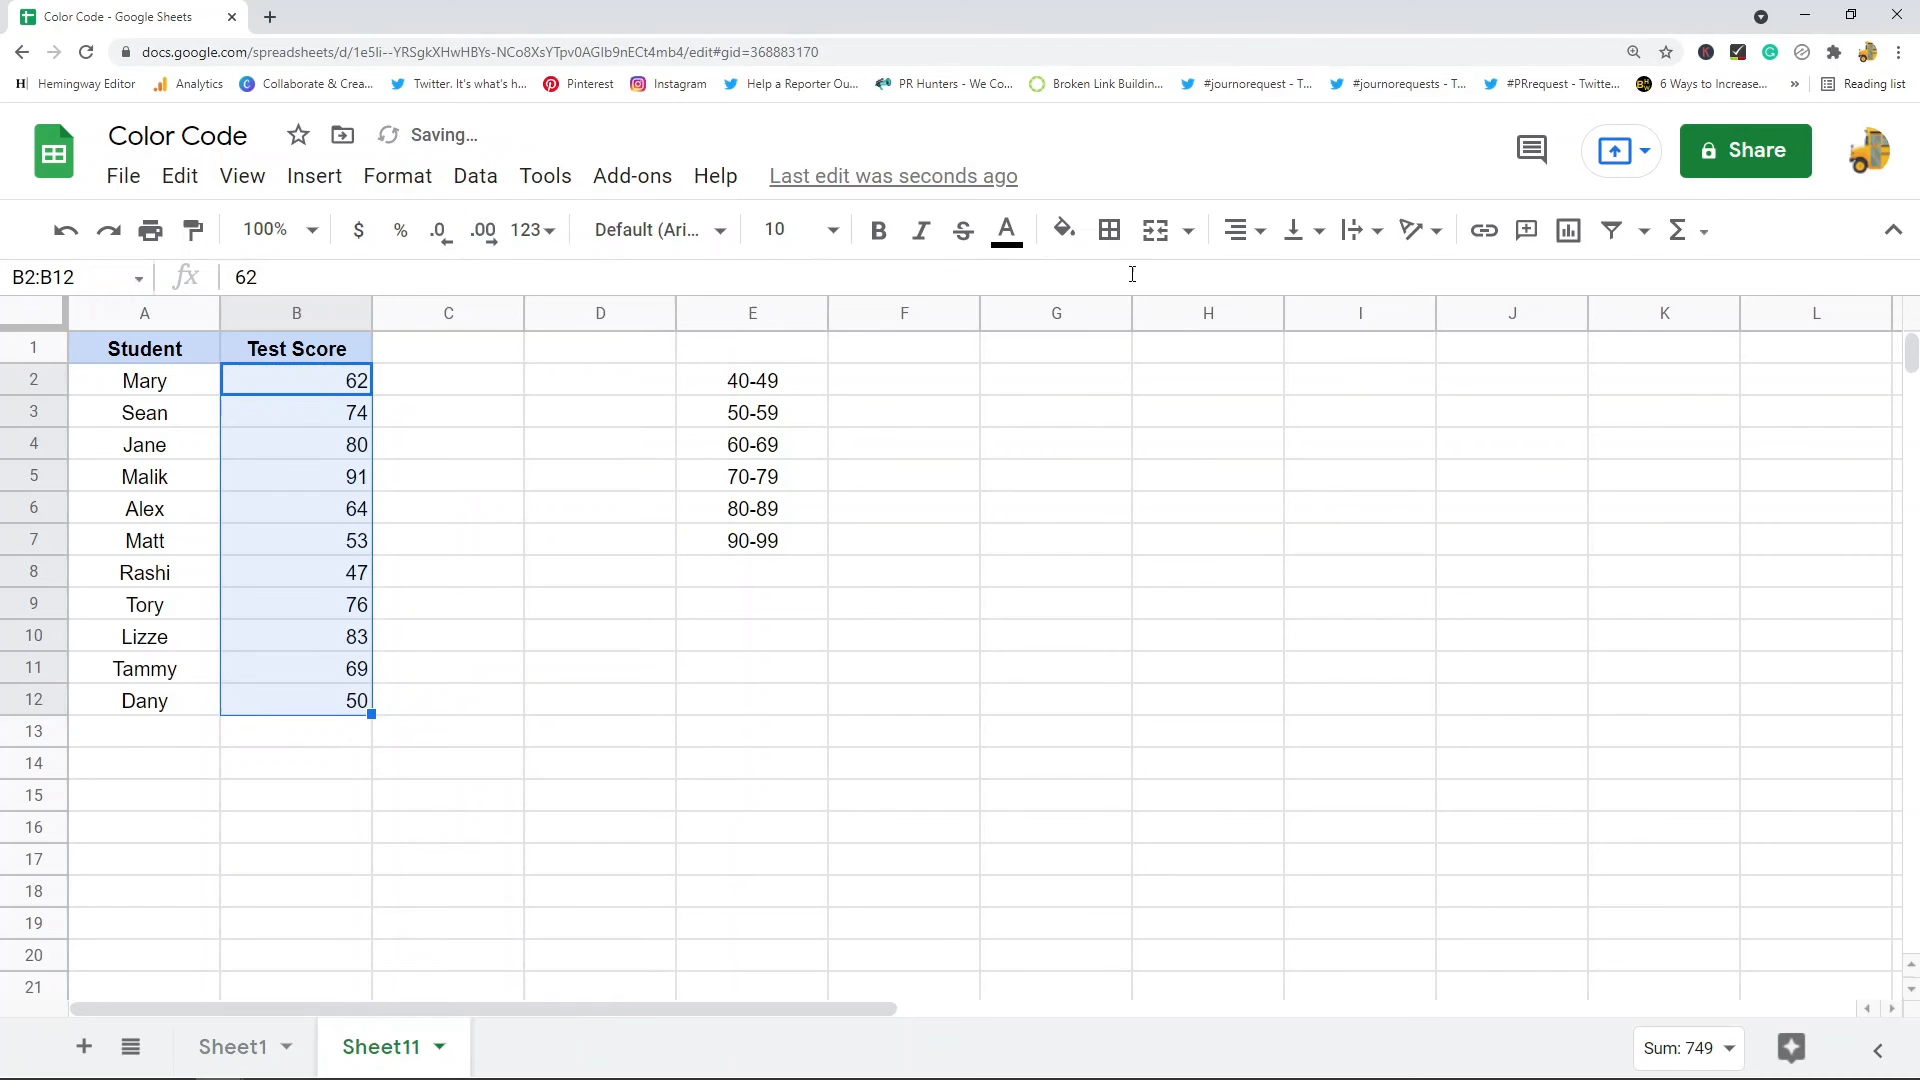 Color Code - Google Sheets
docs.google.com/spreadsheets/d/1e5li--YRSgkXHwHBYs-NCo8XsYTpv0AGlb9nECt4mb4/edit#gid=368883170
Hemingway Editor Analytics Collaborate & Crea... Twitter. It's what's h... Pinterest Instagram Help a Reporter Ou... PR Hunters - We Co... Broken Link Buildin... #journorequest - T... #journorequests - T... #PRrequest - Twitte... 6 Ways to Increase... » Reading list
Color Code Saving... Share
File Edit View Insert Format Data Tools Add-ons Help Last edit was seconds ago
100% $ % .0 .00 123 Default (Ari... 10 B I S A Σ
B2:B12 fx 62
A B C D E F G H I J K L
1 Student Test Score
2 Mary 62 40-49
3 Sean 74 50-59
4 Jane 80 60-69
5 Malik 91 70-79
6 Alex 64 80-89
7 Matt 53 90-99
8 Rashi 47
9 Tory 76
10 Lizze 83
11 Tammy 69
12 Dany 50
13
14
15
16
17
18
19
20
21
Sheet1 Sheet11 Sum: 749